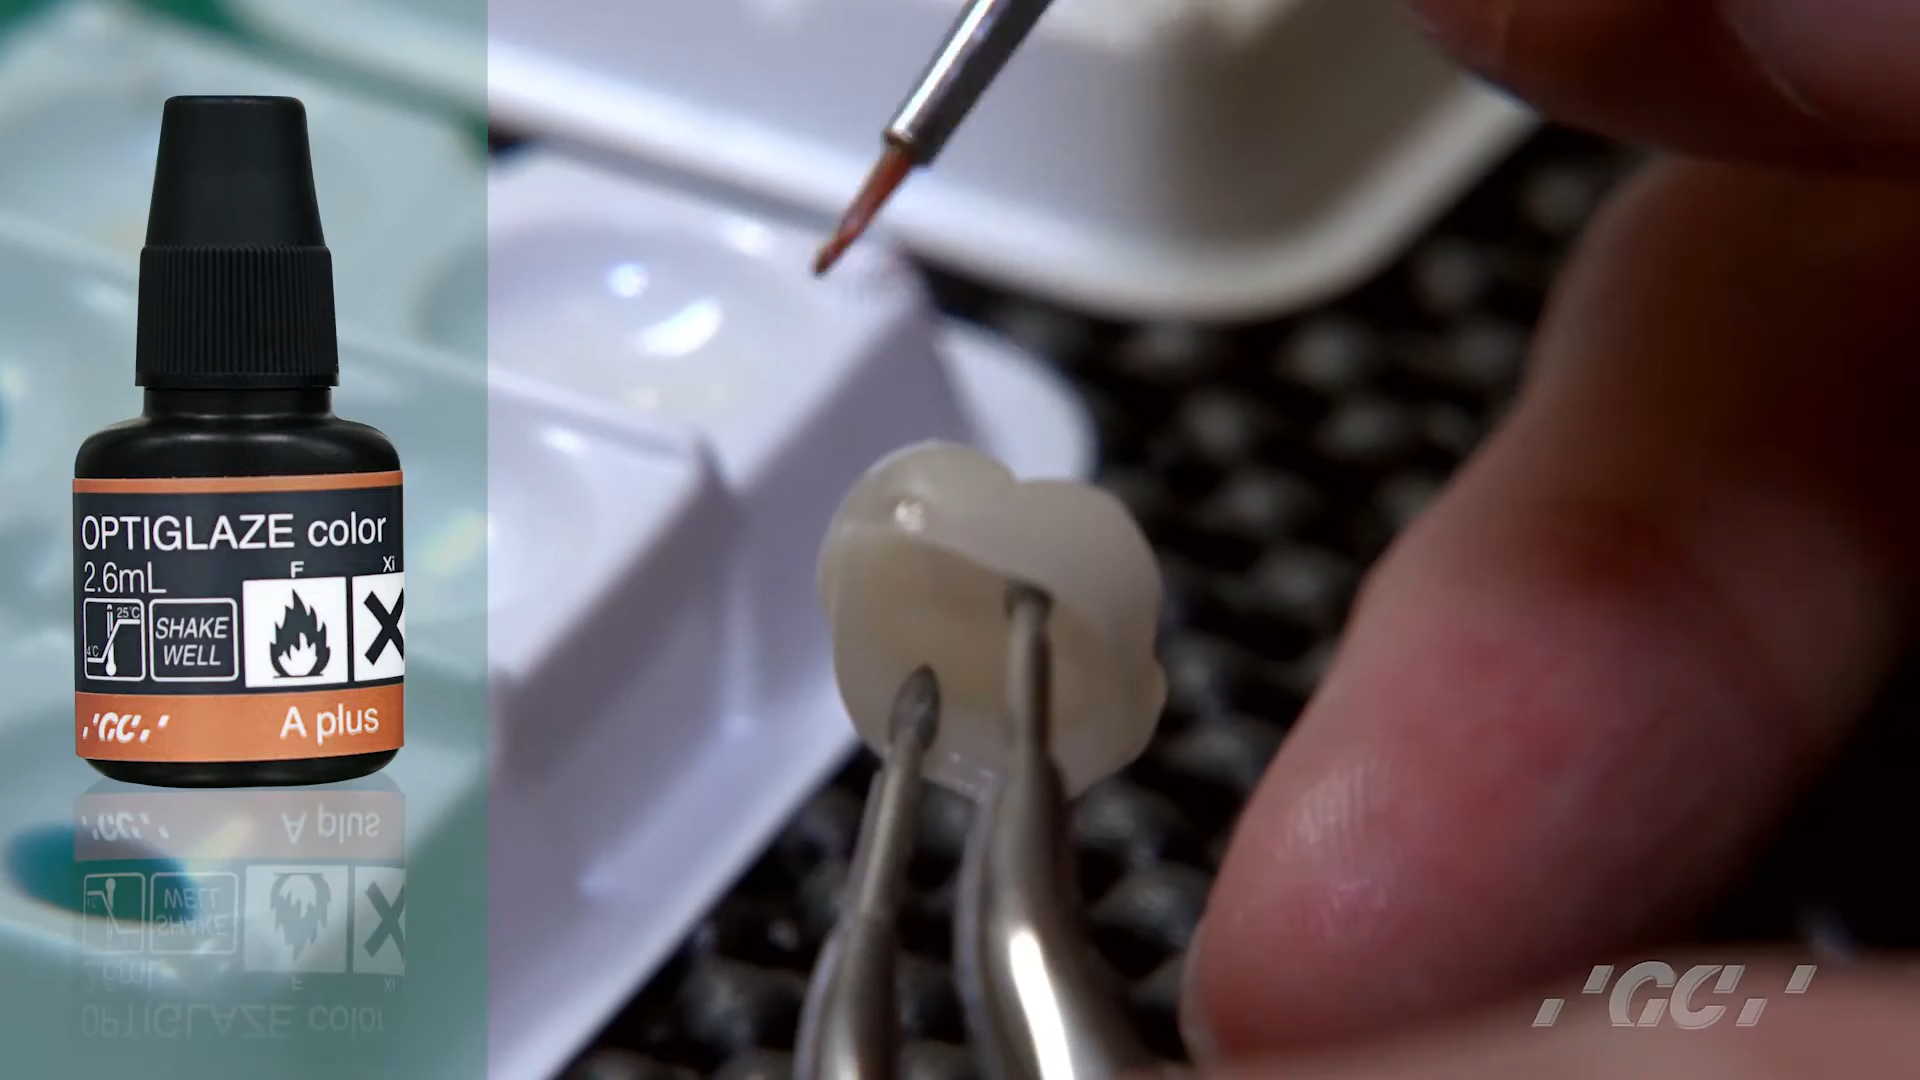 OPTIGLAZE color
2.6mL
F
Xi
25°C
4°C
SHAKE
WELL
GC
A plus
GC